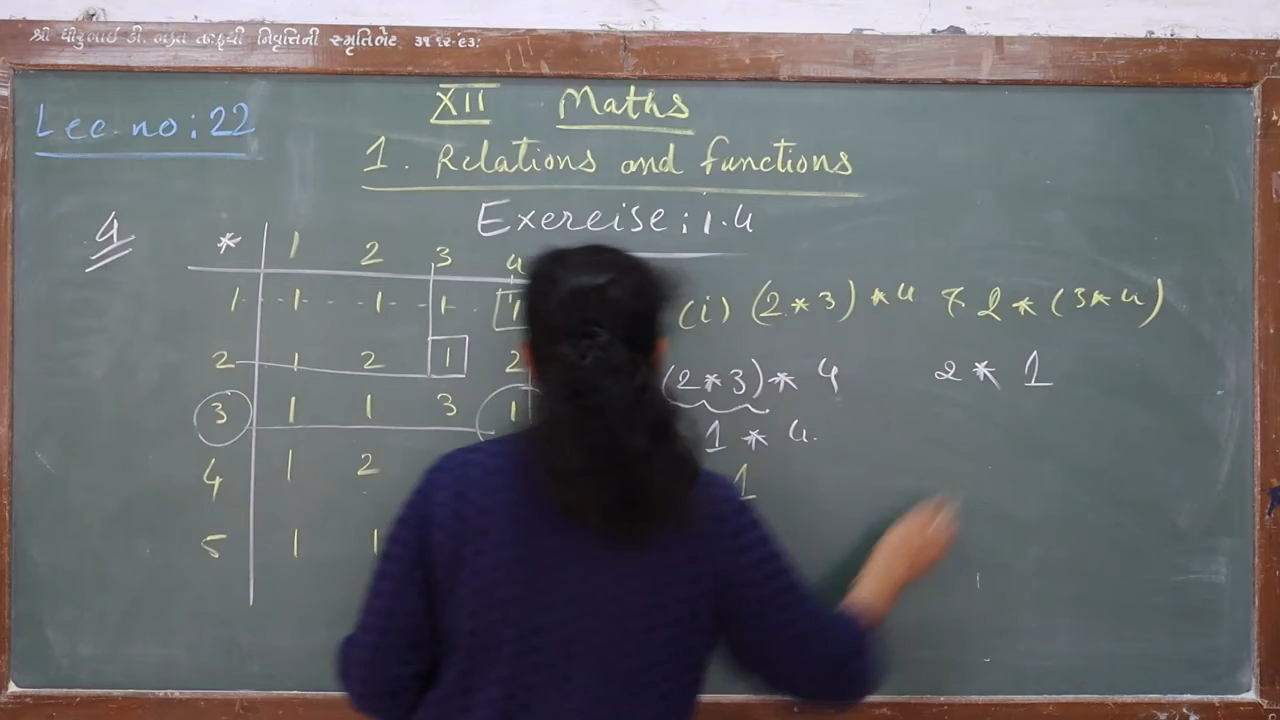 શ્રી ધીરુભાઇ ડી. ભક્ત તરફથી નિવૃત્તિની સ્મૃતિભેટ
Lec no: 22
XII Maths
1. Relations and functions
Exercise: 1.4
4
* 1 2 3 4
1 1 1 1 1
2 1 2 1 2
3 1 1 3 1
4 1 2
5 1 1
(i) (2*3)*4 & 2*(3*4)
(2*3)* 4 2 * 1
1 * 4.
1